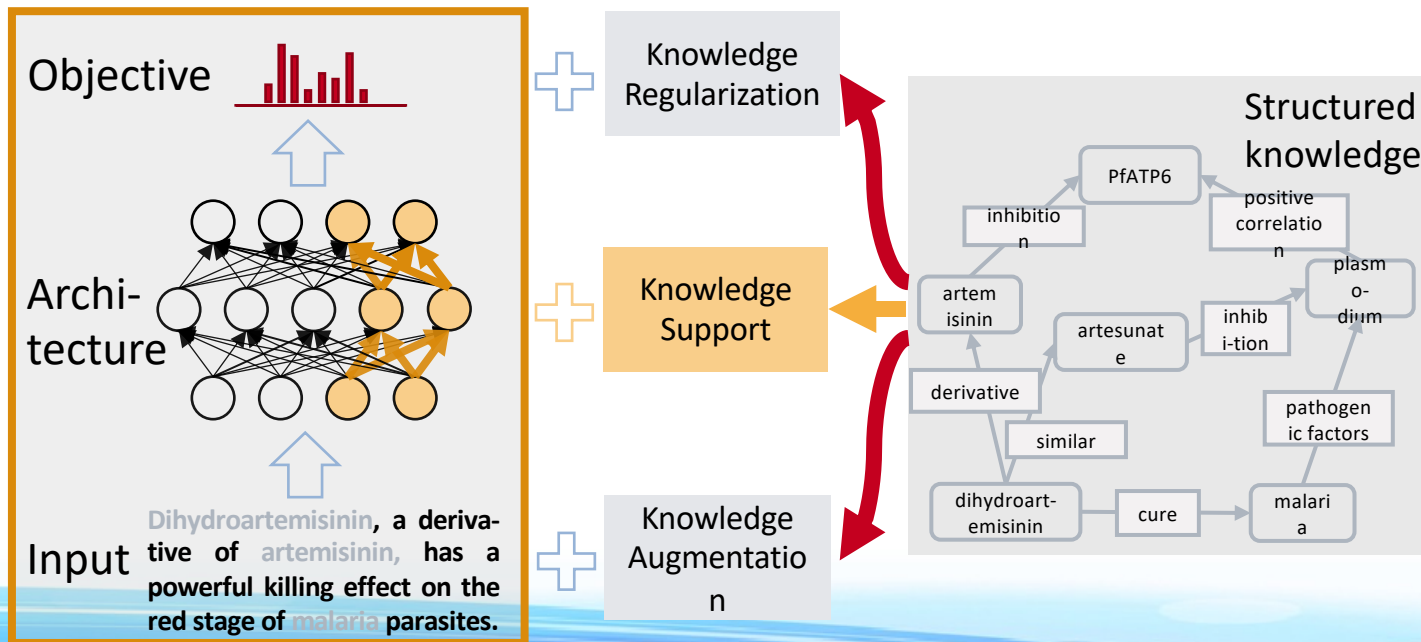 Objective
Archi-
tecture
Input
Dihydroartemisinin, a deriva-
tive of artemisinin, has a
powerful killing effect on the
red stage of malaria parasites.
Knowledge
Regularization
Knowledge
Support
Knowledge
Augmentatio
n
Structured
knowledge
PfATP6
inhibitio
n
positive
correlatio
n
artem
isinin
artesunat
e
inhib
i-tion
plasm
o-
dium
derivative
similar
pathogen
ic factors
dihydroart-
emisinin
cure
malari
a